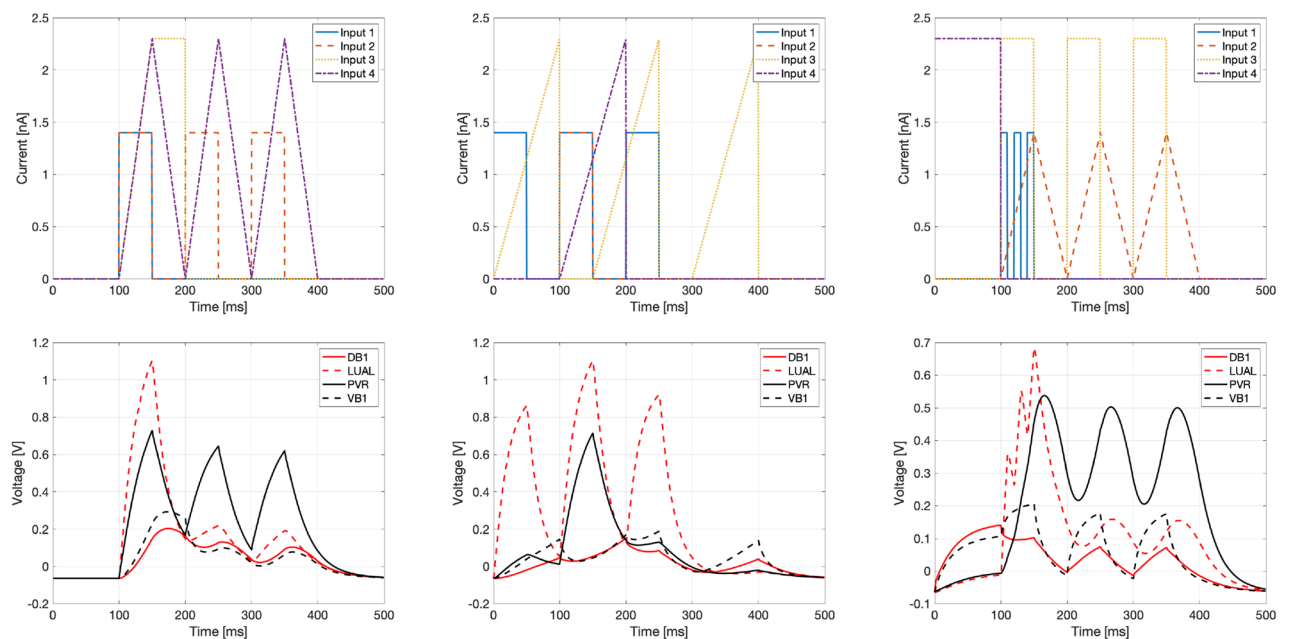 2.5
2
1.5
1
0.5
0
Current [nA]
0 100 200 300 400 500
Time [ms]
Input 1
Input 2
Input 3
Input 4
2.5
2
1.5
1
0.5
0
Current [nA]
0 100 200 300 400 500
Time [ms]
Input 1
Input 2
Input 3
Input 4
2.5
2
1.5
1
0.5
0
Current [nA]
0 100 200 300 400 500
Time [ms]
Input 1
Input 2
Input 3
Input 4
1.2
1
0.8
0.6
0.4
0.2
0
-0.2
Voltage [V]
0 100 200 300 400 500
Time [ms]
DB1
LUAL
PVR
VB1
1.2
1
0.8
0.6
0.4
0.2
0
-0.2
Voltage [V]
0 100 200 300 400 500
Time [ms]
DB1
LUAL
PVR
VB1
0.7
0.6
0.5
0.4
0.3
0.2
0.1
0
-0.1
Voltage [V]
0 100 200 300 400 500
Time [ms]
DB1
LUAL
PVR
VB1